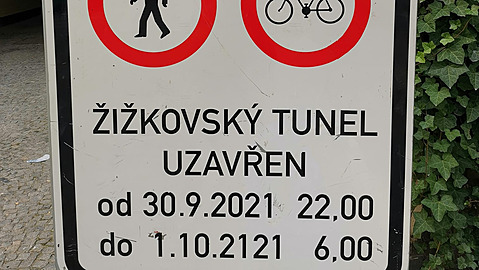 ŽIŽKOVSKÝ TUNEL
UZAVŘEN
od 30.9.2021 22,00
do 1.10.2121 6,00